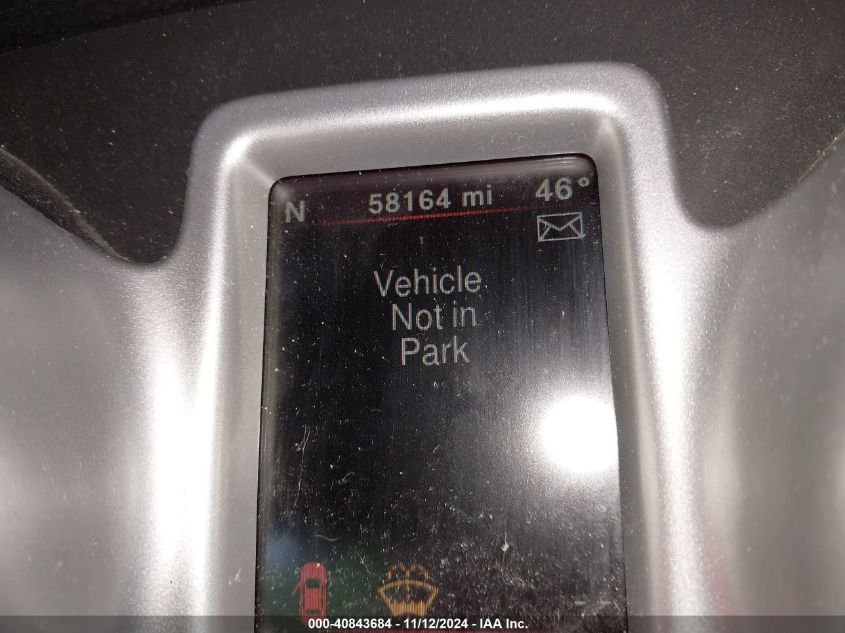 N 58164 mi 46°
Vehicle
Not in
Park
000-40843684 - 11/12/2024 - IAA Inc.